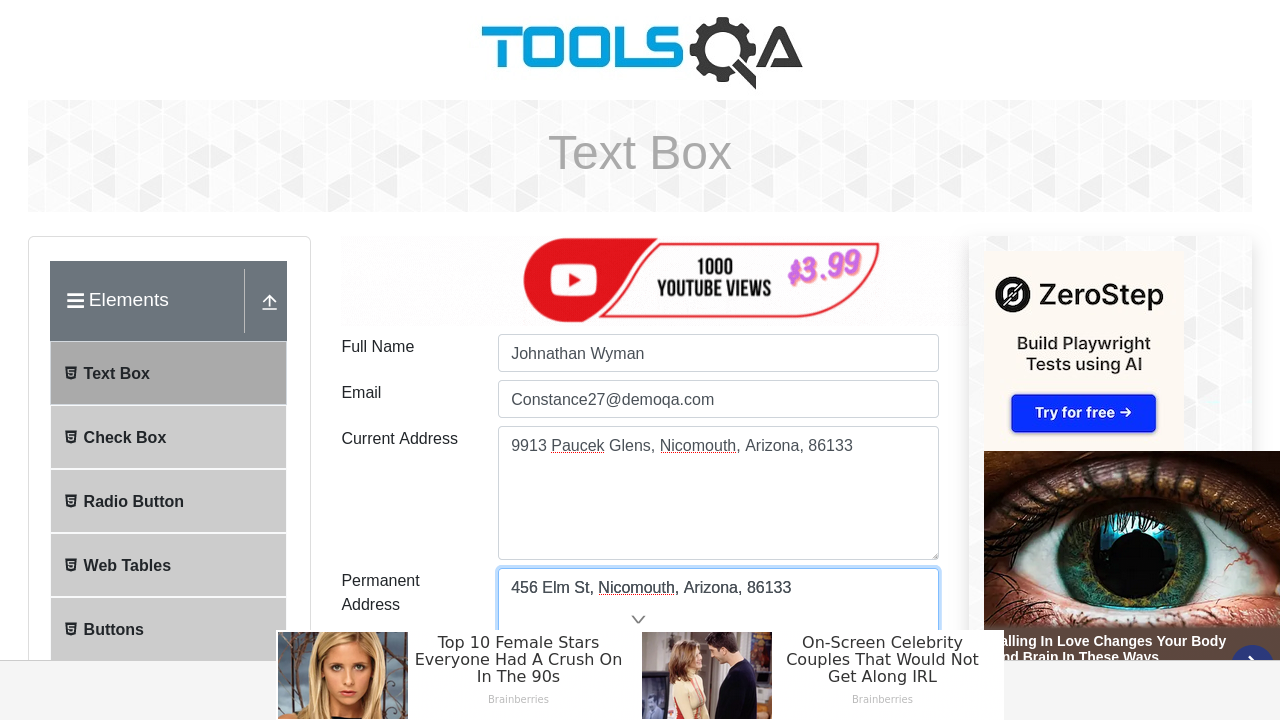 TOOLSQA
Text Box
Elements
Text Box
Check Box
Radio Button
Web Tables
Buttons
1000
YOUTUBE VIEWS
$3.99
Full Name
Johnathan Wyman
Email
Constance27@demoqa.com
Current Address
9913 Paucek Glens, Nicomouth, Arizona, 86133
Permanent
Address
456 Elm St, Nicomouth, Arizona, 86133
ZeroStep
Build Playwright
Tests using AI
Try for free →
alling In Love Changes Your Body
nd Brain In These Ways
Top 10 Female Stars
Everyone Had A Crush On
In The 90s
Brainberries
On-Screen Celebrity
Couples That Would Not
Get Along IRL
Brainberries